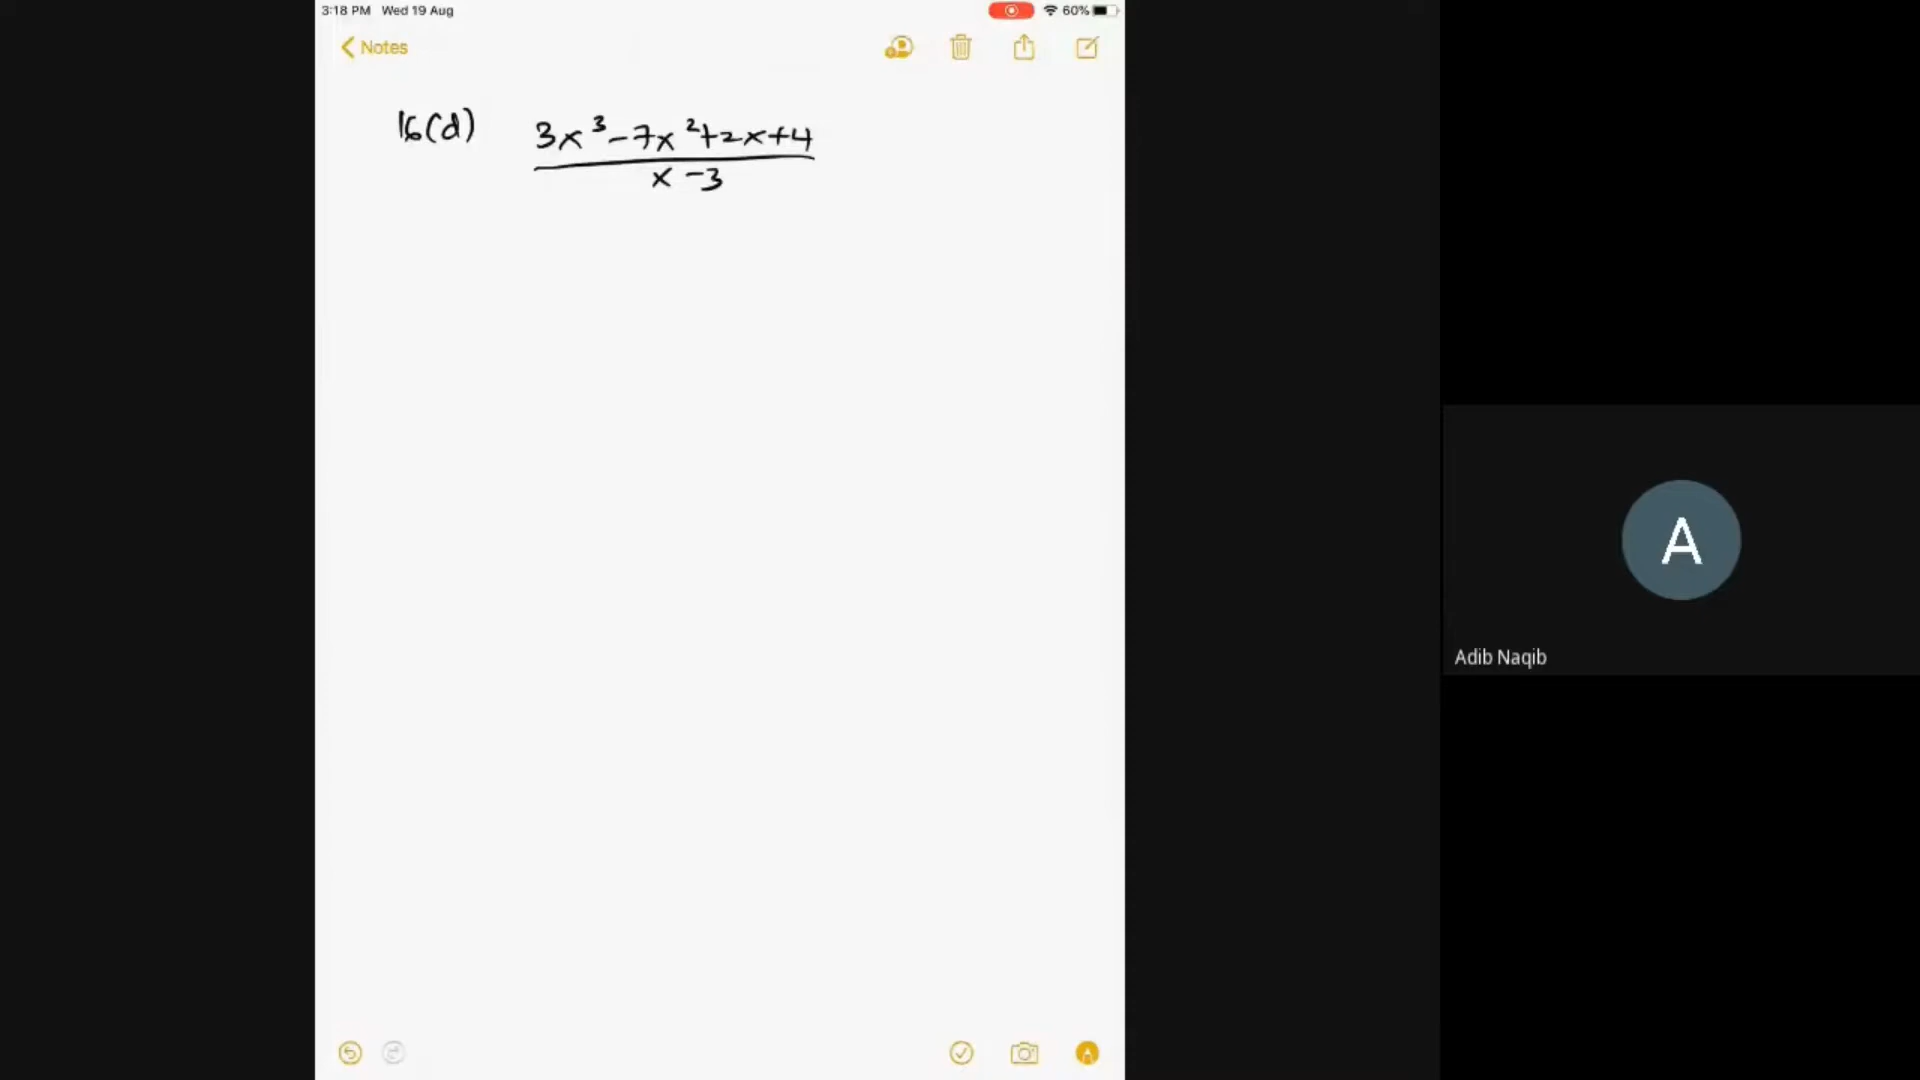 3:18 PM Wed 19 Aug
60%
Notes
16(d)
3x³-7x²+2x+4
x-3
A
Adib Naqib